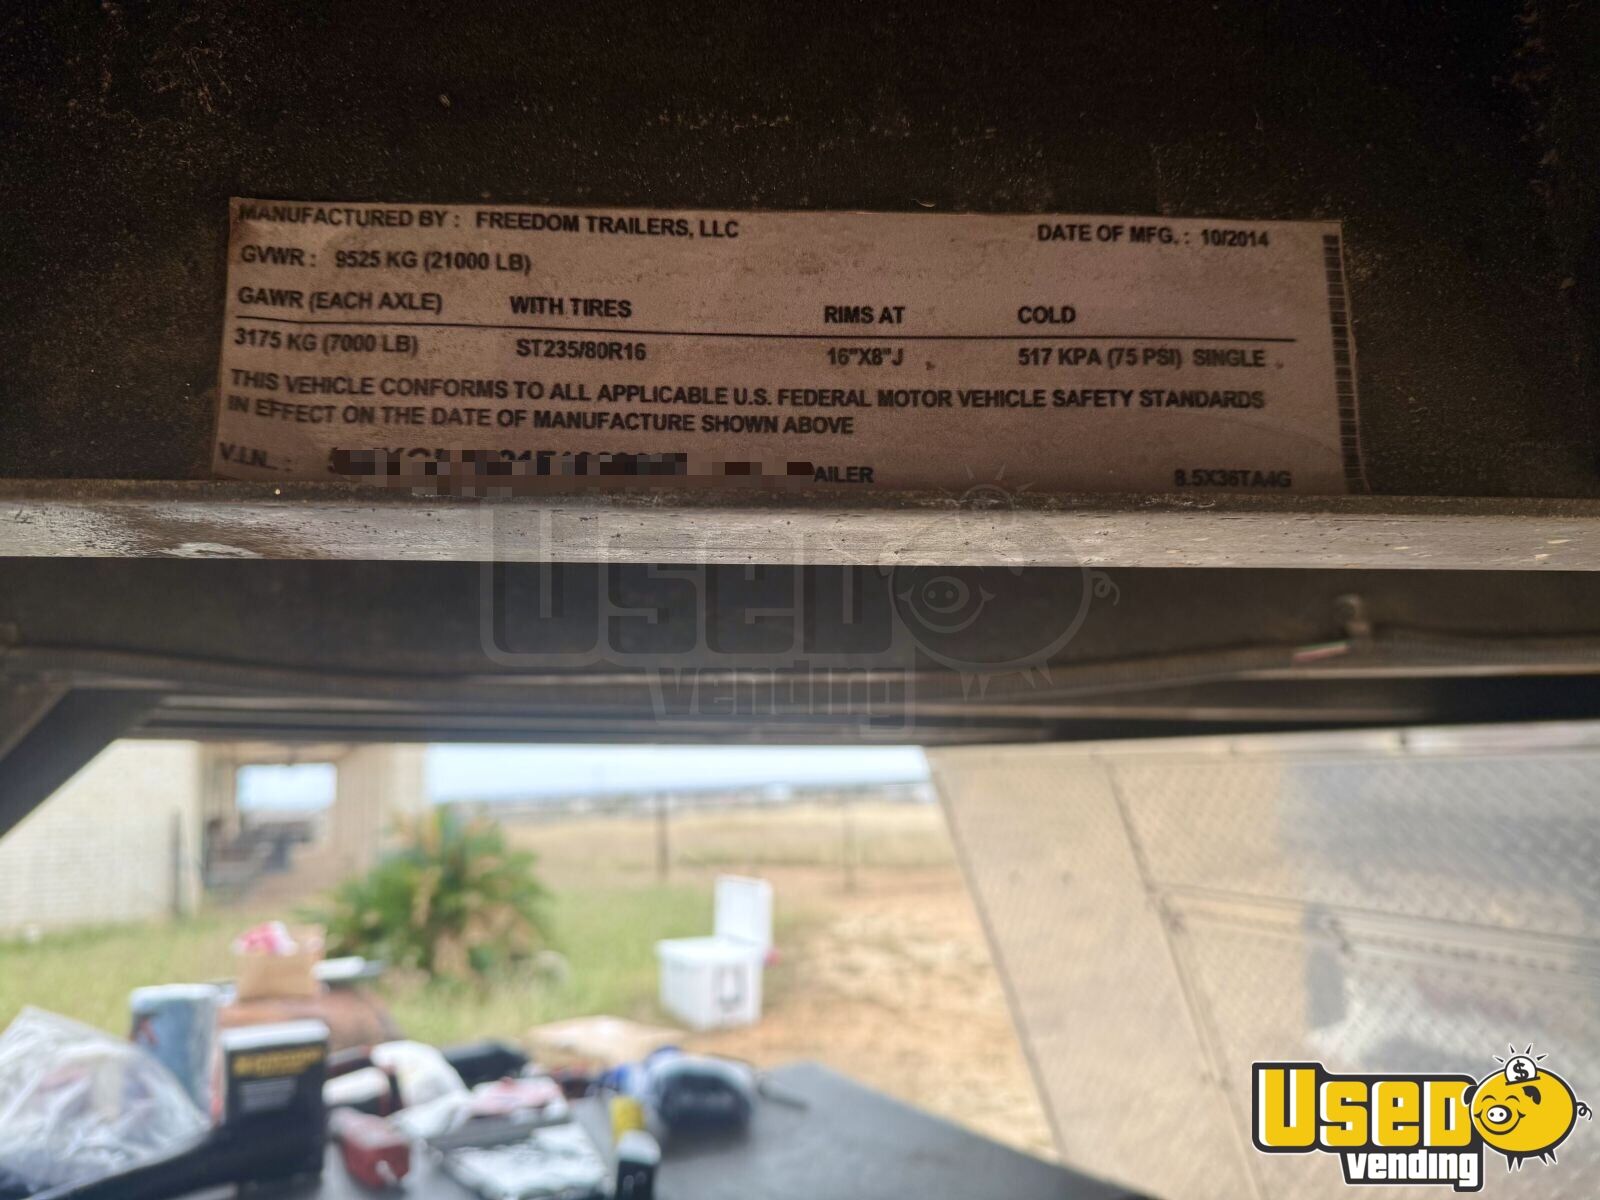 MANUFACTURED BY : FREEDOM TRAILERS, LLC DATE OF MFG. : 10/2014
GVWR : 9525 KG (21000 LB)
GAWR (EACH AXLE) WITH TIRES RIMS AT COLD
3175 KG (7000 LB) ST235/80R16 16"X8"J 517 KPA (75 PSI) SINGLE
THIS VEHICLE CONFORMS TO ALL APPLICABLE U.S. FEDERAL MOTOR VEHICLE SAFETY STANDARDS
IN EFFECT ON THE DATE OF MANUFACTURE SHOWN ABOVE
V.I.N. : AILER 8.5X36TA4G
USED
vending
USED
vending